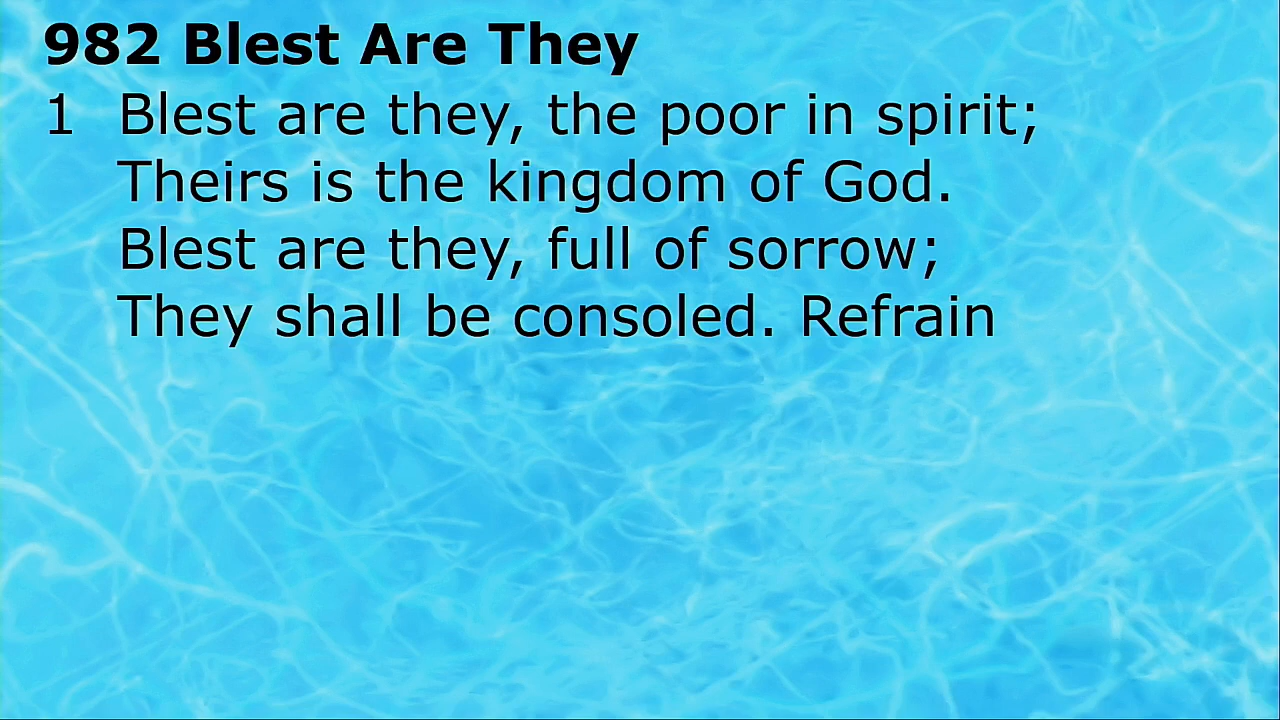 982 Blest Are They
1 Blest are they, the poor in spirit;
Theirs is the kingdom of God.
Blest are they, full of sorrow;
They shall be consoled. Refrain